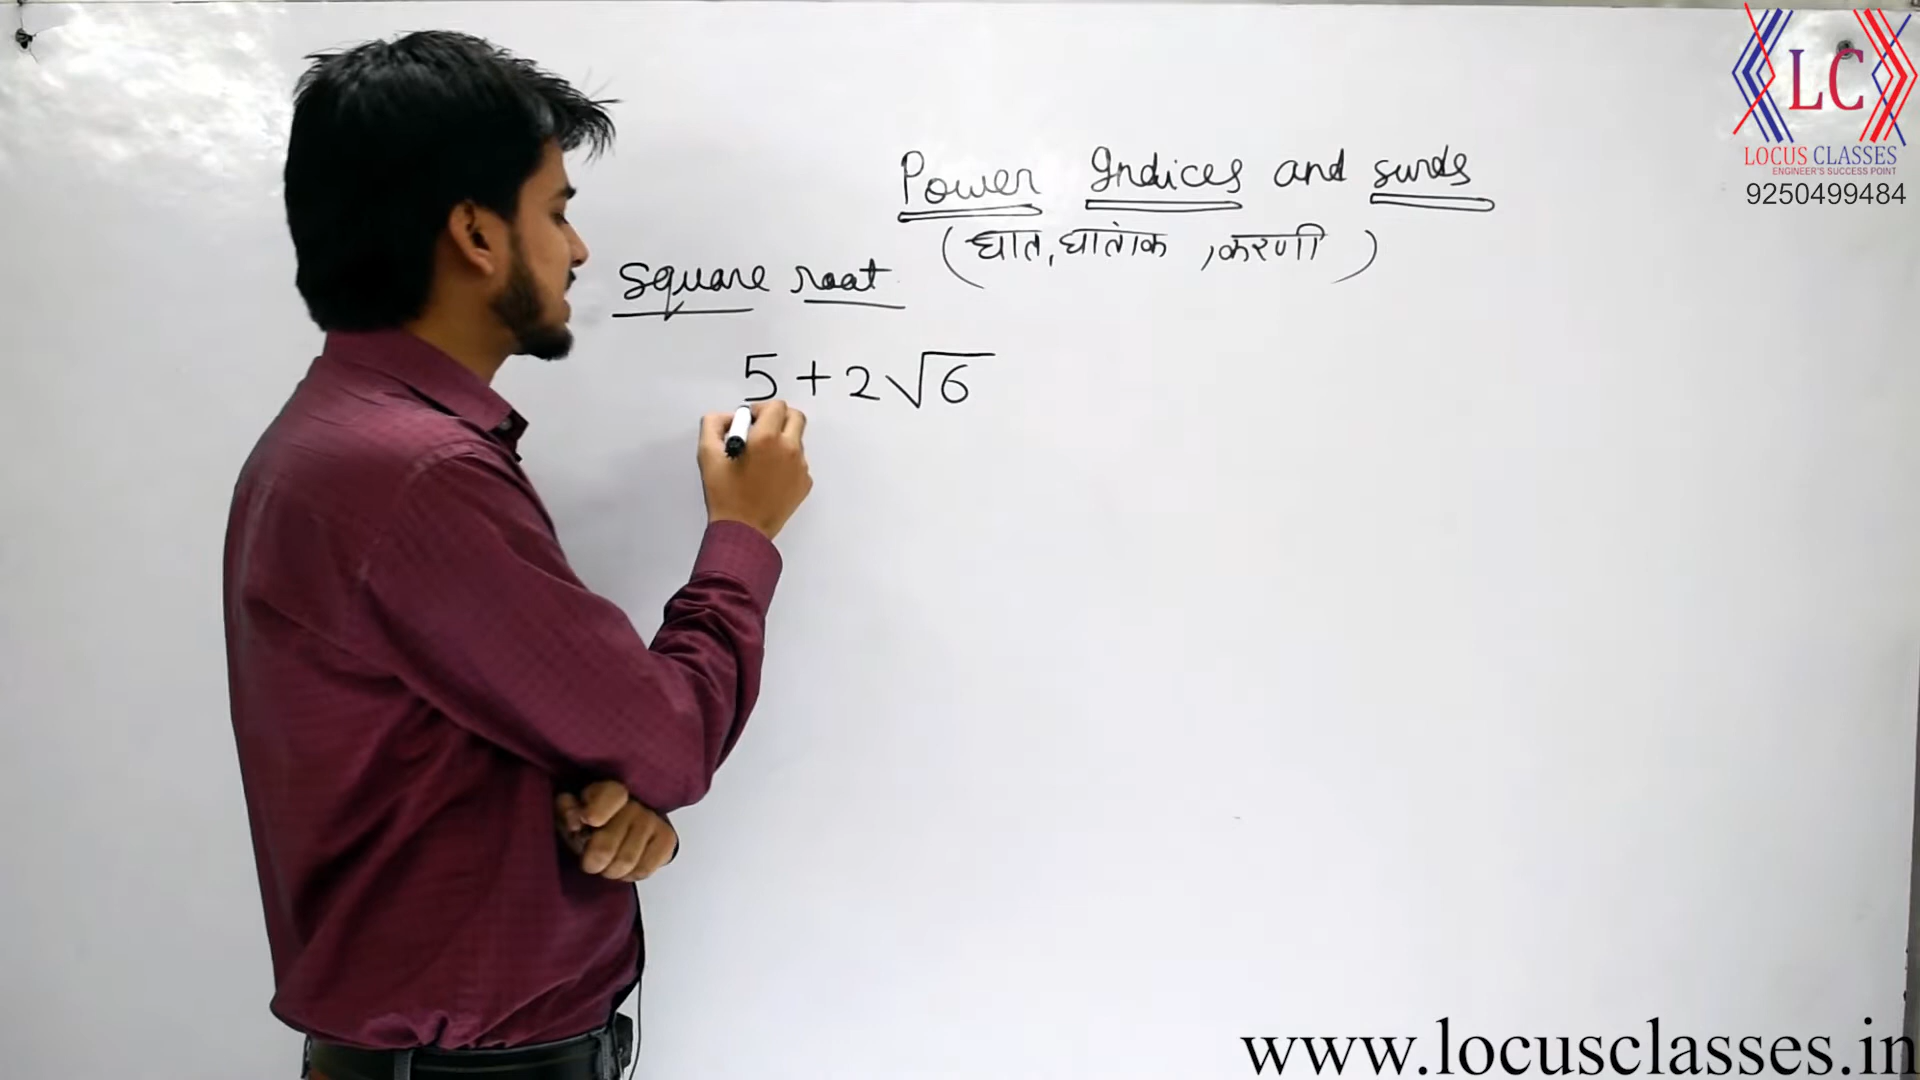 LC
LOCUS CLASSES
ENGINEER'S SUCCESS POINT
9250499484
Power Indices and surds
(घात, घातांक, करणी)
Square root
5+2√6
www.locusclasses.in